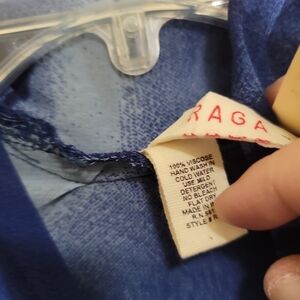 RAGA
100% VISCOSE
HAND WASH IN
COLD WATER
USE MILD
DETERGENT
NO BLEACH
FLAT DRY
MADE IN
R.N.
STYLE #